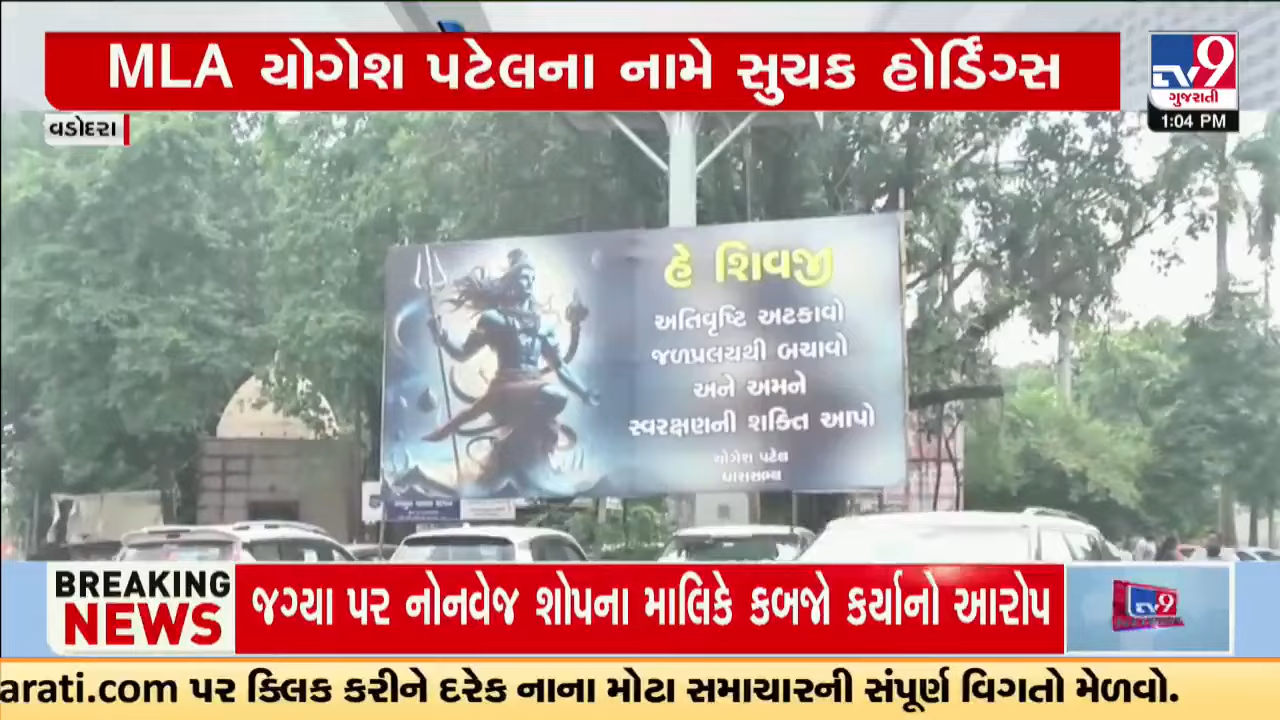 MLA યોગેશ પટેલના નામે સુચક હોર્ડિંગ્સ
TV9
ગુજરાતી
1:04 PM
વડોદરા
હે શિવજી
અતિવૃષ્ટિ અટકાવો
જળપ્રલયથી બચાવો
અને અમને
સ્વરક્ષણની શક્તિ આપો
યોગેશ પટેલ
ધારાસભ્ય
BREAKING
NEWS
જગ્યા પર નોનવેજ શોપના માલિકે કબજો કર્યાનો આરોપ
TV9
arati.com પર ક્લિક કરીને દરેક નાના મોટા સમાચારની સંપૂર્ણ વિગતો મેળવો.